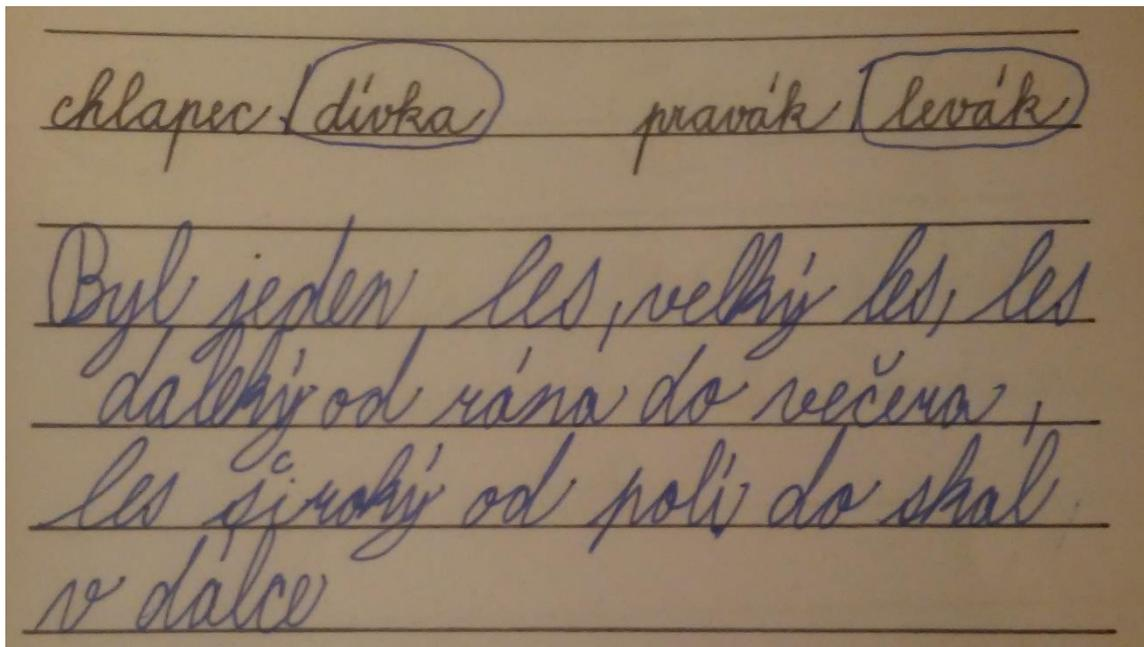 chlapec / dívka pravák / levák
Byl jeden les, velký les, les
daleký od rána do večera,
les široký od polí do skal
v dálce